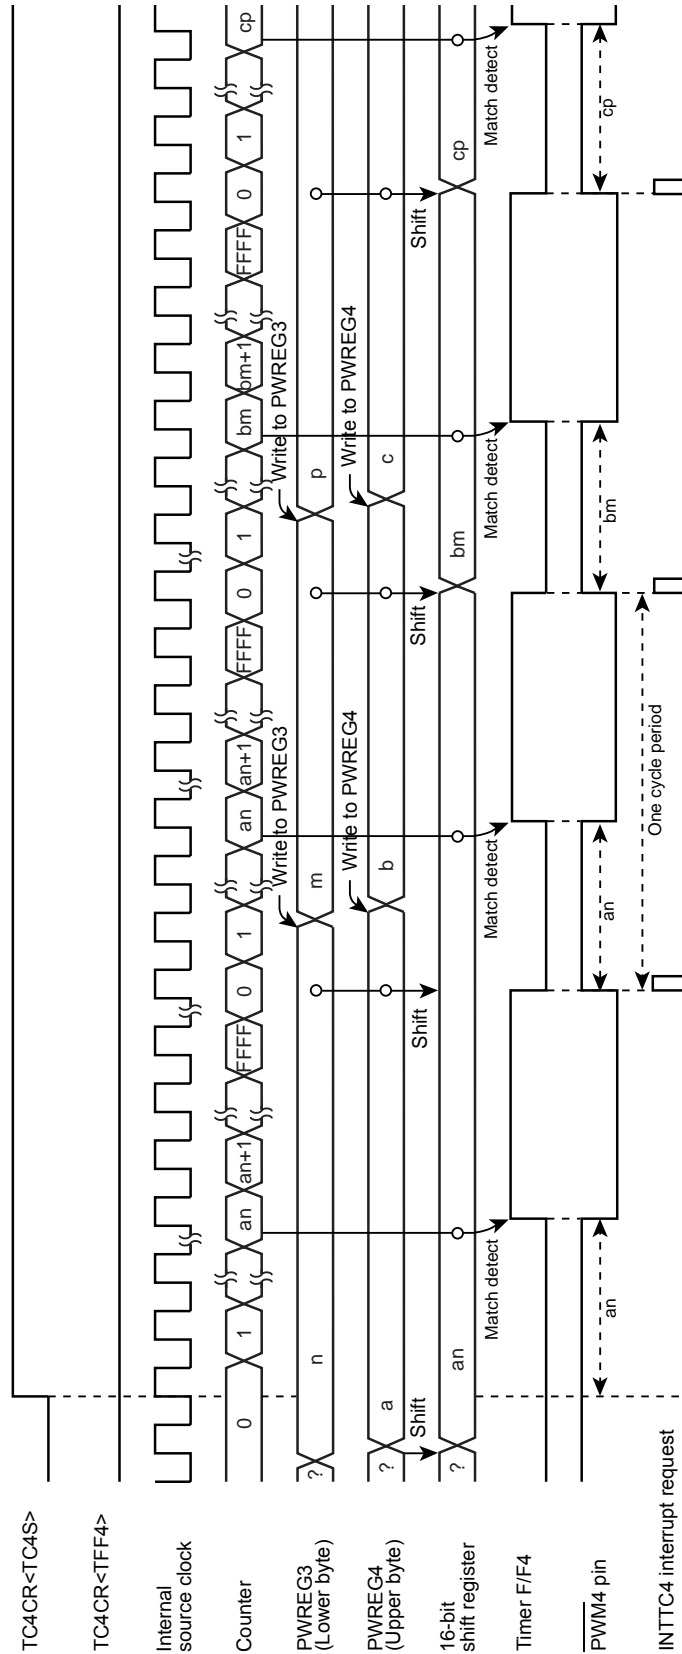 TC4CR<TC4S>
TC4CR<TFF4>
Internal
source clock
Counter
0 1 an an+1 FFFF 0 1 an an+1 FFFF 0 1 bm bm+1 FFFF 0 1 cp
Write to PWREG3
Write to PWREG3
PWREG3
(Lower byte)
? n m p
Write to PWREG4
Write to PWREG4
PWREG4
(Upper byte)
? a b c
Shift
Shift
Shift
Shift
16-bit
shift register
? an bm cp
Match detect
Match detect
Match detect
Match detect
Timer F/F4
PWM4 pin
an
an
bm
cp
One cycle period
INTTC4 interrupt request